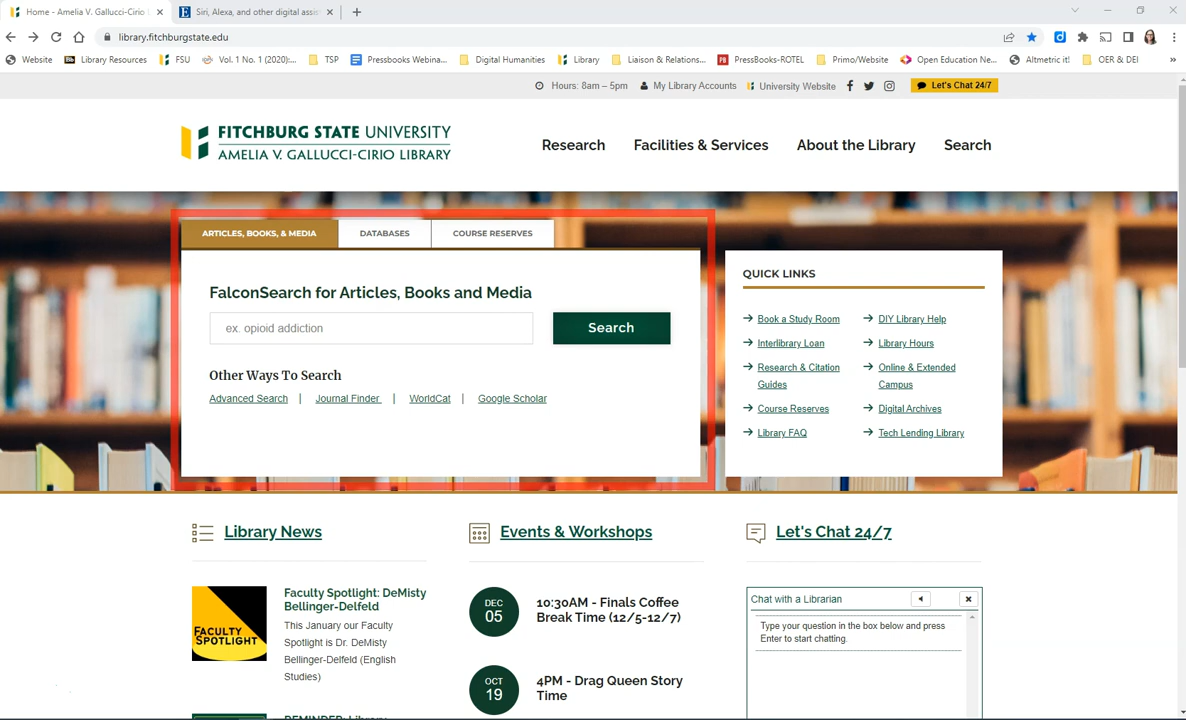 Home - Amelia V. Gallucci-Cirio
Siri, Alexa, and other digital assis
library.fitchburgstate.edu
Website
Library Resources
FSU
Vol. 1 No. 1 (2020):...
TSP
Pressbooks Webina...
Digital Humanities
Library
Liaison & Relations...
PressBooks-ROTEL
Primo/Website
Open Education Ne...
Altmetric it!
OER & DEI
»
Hours: 8am – 5pm
My Library Accounts
University Website
Let's Chat 24/7
FITCHBURG STATE UNIVERSITY
AMELIA V. GALLUCCI-CIRIO LIBRARY
Research
Facilities & Services
About the Library
Search
ARTICLES, BOOKS, & MEDIA
DATABASES
COURSE RESERVES
FalconSearch for Articles, Books and Media
ex. opioid addiction
Search
Other Ways To Search
Advanced Search | Journal Finder | WorldCat | Google Scholar
QUICK LINKS
Book a Study Room
Interlibrary Loan
Research & Citation
Guides
Course Reserves
Library FAQ
DIY Library Help
Library Hours
Online & Extended
Campus
Digital Archives
Tech Lending Library
Library News
FACULTY
SPOTLIGHT
Faculty Spotlight: DeMisty
Bellinger-Delfeld
This January our Faculty
Spotlight is Dr. DeMisty
Bellinger-Delfeld (English
Studies)
REMINDER: Library
Events & Workshops
DEC
05
10:30AM - Finals Coffee
Break Time (12/5-12/7)
OCT
19
4PM - Drag Queen Story
Time
Let's Chat 24/7
Chat with a Librarian
Type your question in the box below and press
Enter to start chatting.